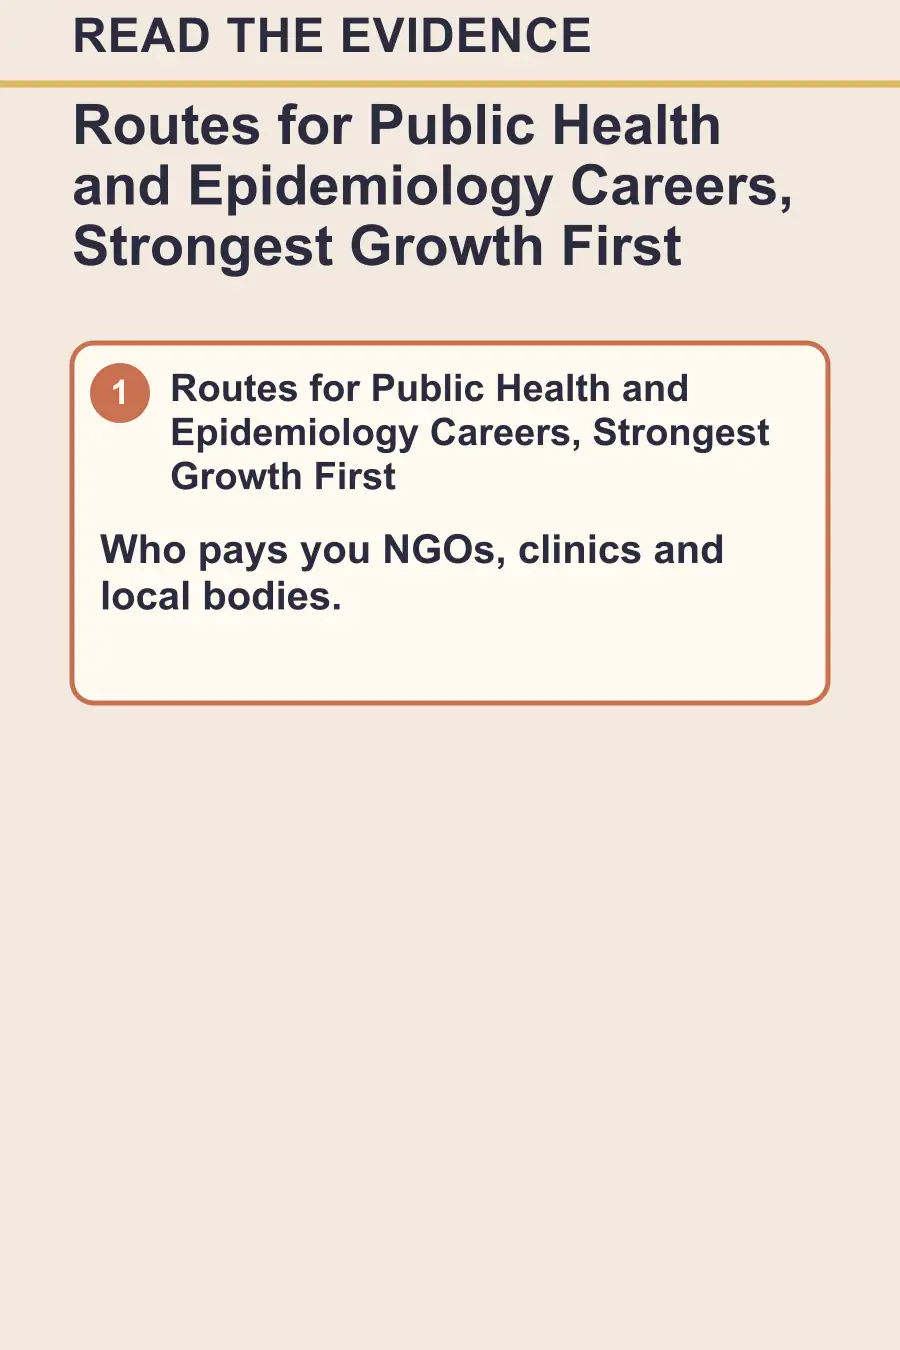 READ THE EVIDENCE
Routes for Public Health
and Epidemiology Careers,
Strongest Growth First
1
Routes for Public Health and
Epidemiology Careers, Strongest
Growth First
Who pays you NGOs, clinics and
local bodies.